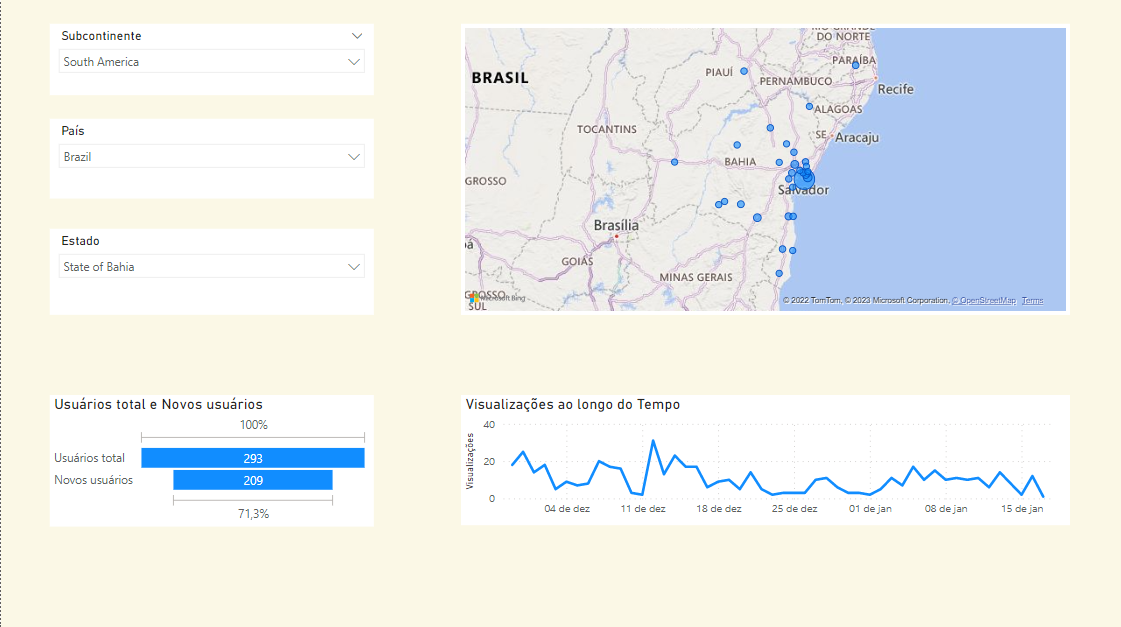 Subcontinente
South America
País
Brazil
Estado
State of Bahia
DO NORTE
PARAÍBA
PIAUÍ
PERNAMBUCO
BRASIL
Recife
ALAGOAS
TOCANTINS
SE
Aracaju
BAHIA
GROSSO
Salvador
Brasília
GOIÁS
MINAS GERAIS
GROSSO
SUL
Microsoft Bing
© 2022 TomTom, © 2023 Microsoft Corporation, © OpenStreetMap Terms
Usuários total e Novos usuários
100%
Usuários total 293
Novos usuários 209
71,3%
Visualizações ao longo do Tempo
Visualizações
40
20
0
04 de dez 11 de dez 18 de dez 25 de dez 01 de jan 08 de jan 15 de jan